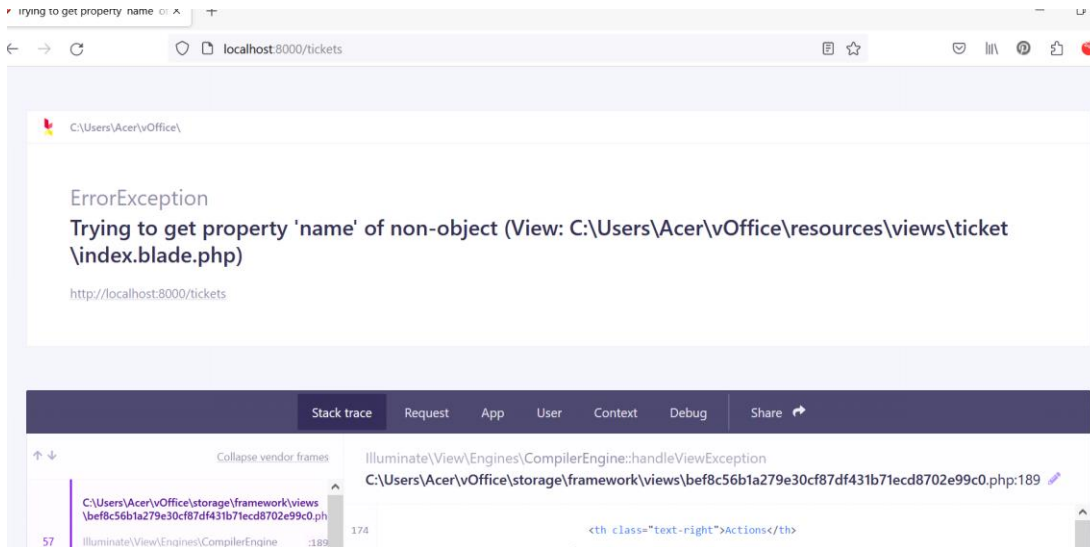 Trying to get property 'name' of
localhost:8000/tickets
C:\Users\Acer\vOffice\
ErrorException
Trying to get property 'name' of non-object (View: C:\Users\Acer\vOffice\resources\views\ticket
\index.blade.php)
http://localhost:8000/tickets
Stack trace Request App User Context Debug Share
Collapse vendor frames
Illuminate\View\Engines\CompilerEngine::handleViewException
C:\Users\Acer\vOffice\storage\framework\views\bef8c56b1a279e30cf87df431b71ecd8702e99c0.php:189
C:\Users\Acer\vOffice\storage\framework\views
\bef8c56b1a279e30cf87df431b71ecd8702e99c0.ph
57 Illuminate\View\Engines\CompilerEngine :189
174 <th class="text-right">Actions</th>